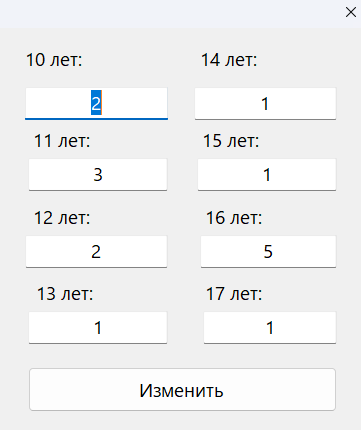 10 лет: 14 лет:
2 1
11 лет: 15 лет:
3 1
12 лет: 16 лет:
2 5
13 лет: 17 лет:
1 1
Изменить